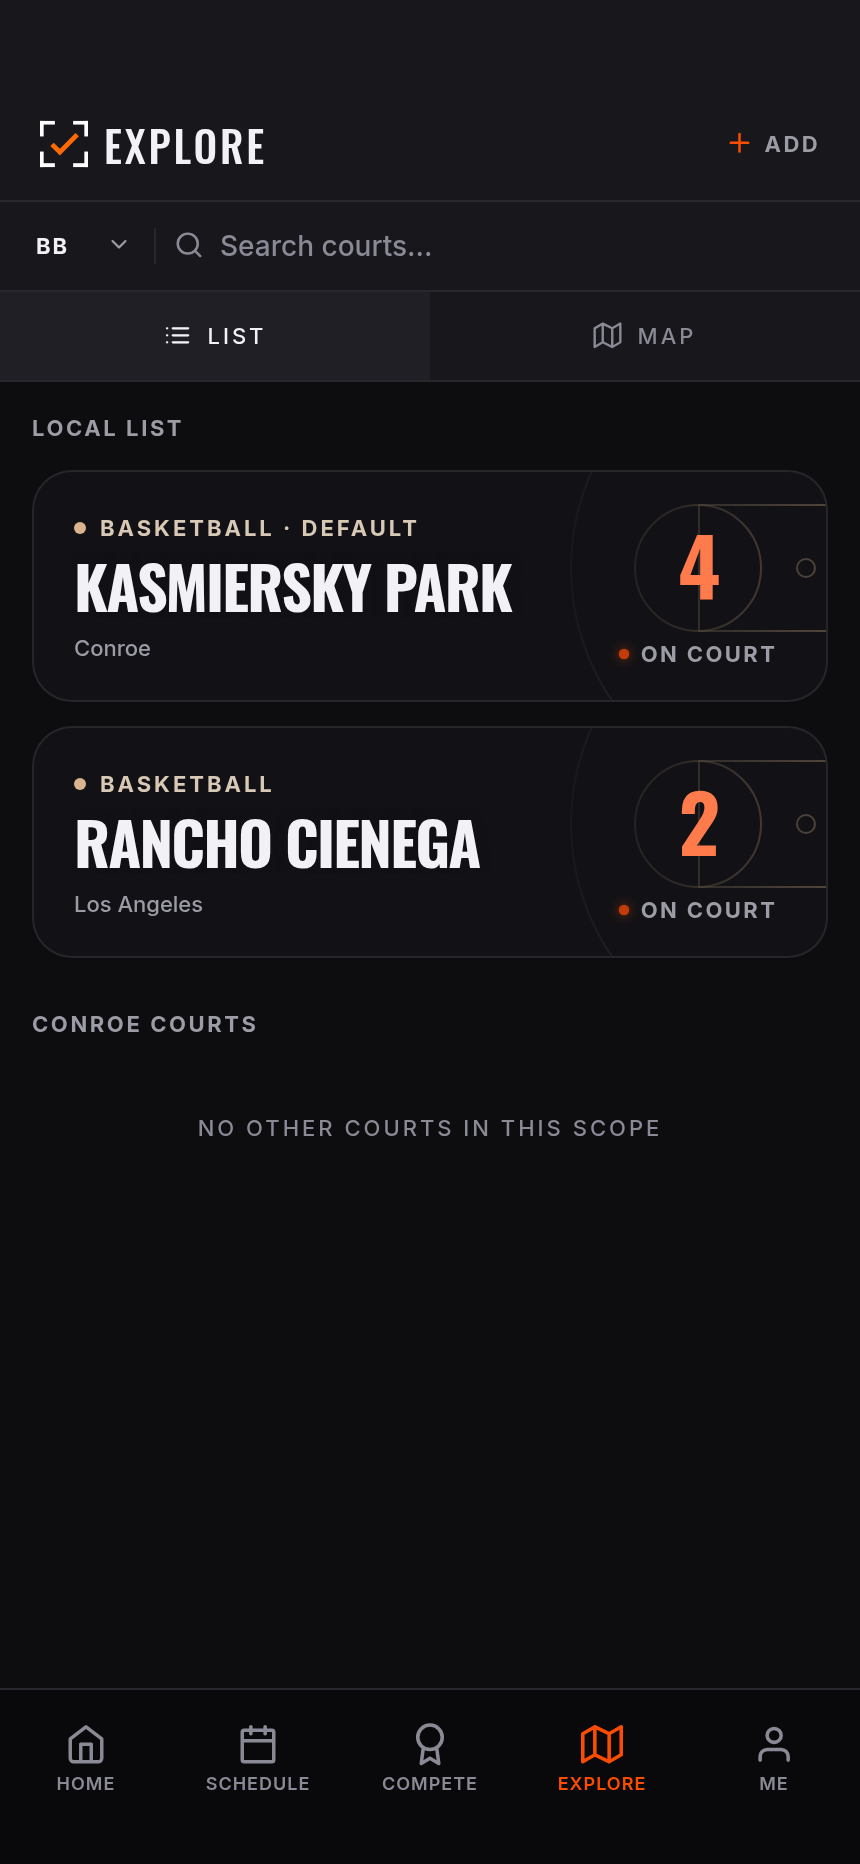 EXPLORE
ADD
BB
Search courts...
LIST
MAP
LOCAL LIST
BASKETBALL · DEFAULT
KASMIERSKY PARK
Conroe
4
ON COURT
BASKETBALL
RANCHO CIENEGA
Los Angeles
2
ON COURT
CONROE COURTS
NO OTHER COURTS IN THIS SCOPE
HOME
SCHEDULE
COMPETE
EXPLORE
ME